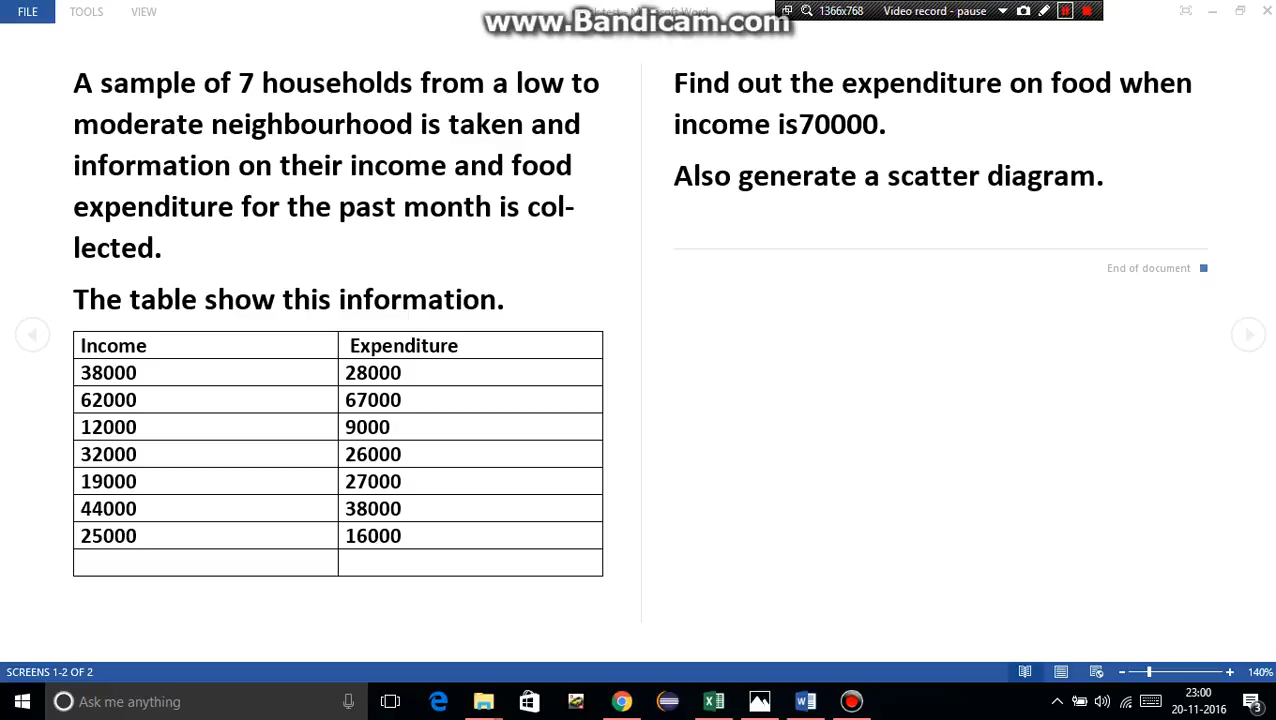 FILE TOOLS VIEW
www.Bandicam.com
1366x768 Video record - pause
A sample of 7 households from a low to
moderate neighbourhood is taken and
information on their income and food
expenditure for the past month is col-
lected.
The table show this information.
Income Expenditure
38000 28000
62000 67000
12000 9000
32000 26000
19000 27000
44000 38000
25000 16000
Find out the expenditure on food when
income is70000.
Also generate a scatter diagram.
End of document
SCREENS 1-2 OF 2
140%
Ask me anything
23:00
20-11-2016
3